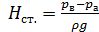 Hст. = (pв − pа) / ρg